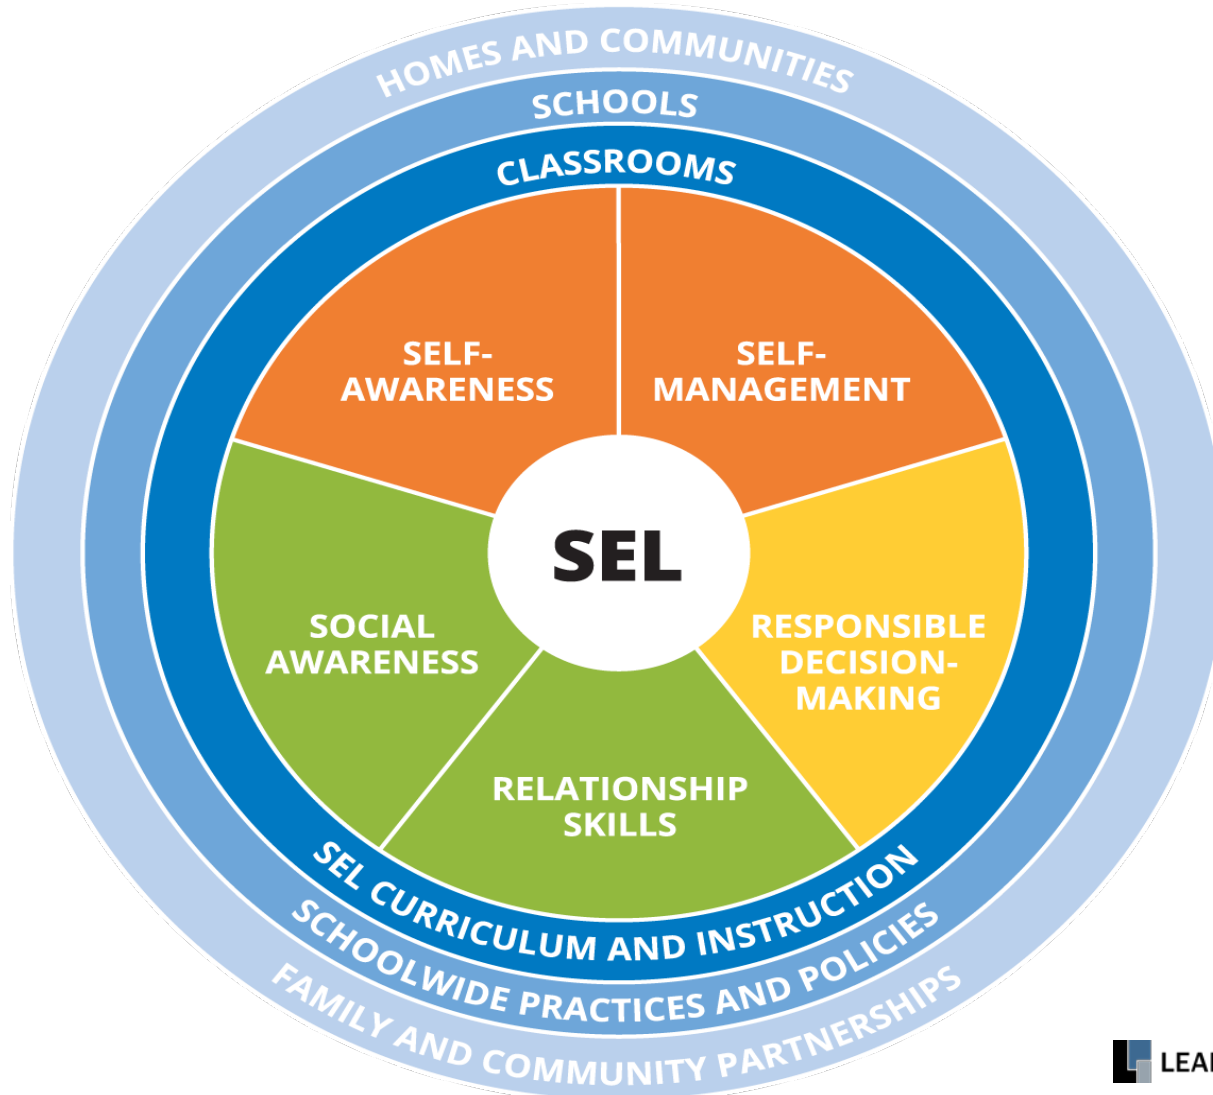 HOMES AND COMMUNITIES
SCHOOLS
CLASSROOMS
SELF-
AWARENESS
SELF-
MANAGEMENT
SEL
SOCIAL
AWARENESS
RESPONSIBLE
DECISION-
MAKING
RELATIONSHIP
SKILLS
SEL CURRICULUM AND INSTRUCTION
SCHOOLWIDE PRACTICES AND POLICIES
FAMILY AND COMMUNITY PARTNERSHIPS